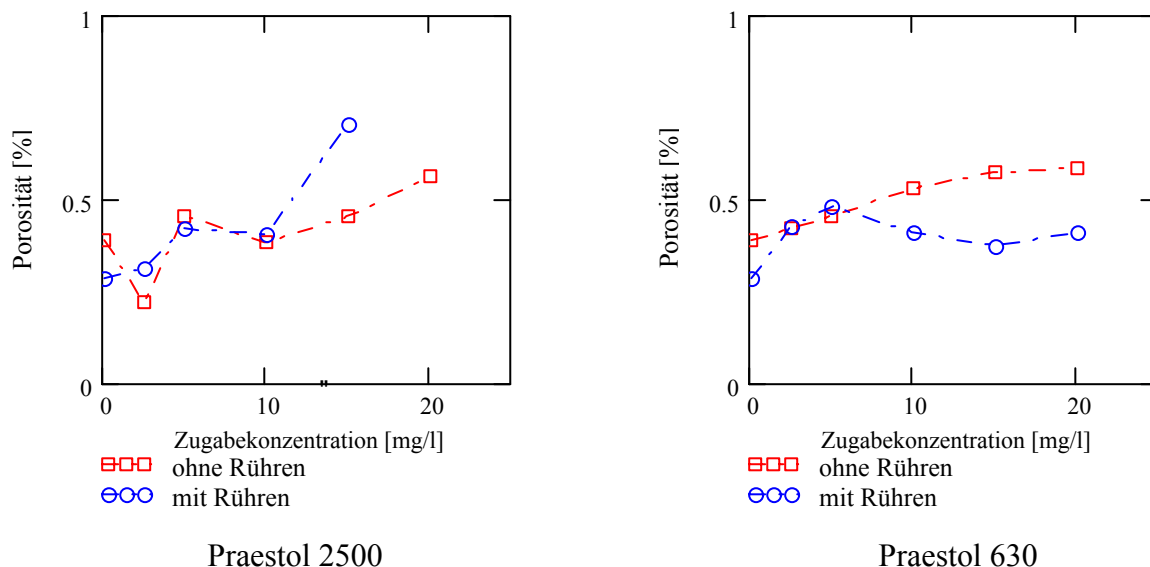 1
0.5
0
Porosität [%]
0
10
20
Zugabekonzentration [mg/l]
ohne Rühren
mit Rühren
Praestol 2500
1
0.5
0
Porosität [%]
0
10
20
Zugabekonzentration [mg/l]
ohne Rühren
mit Rühren
Praestol 630